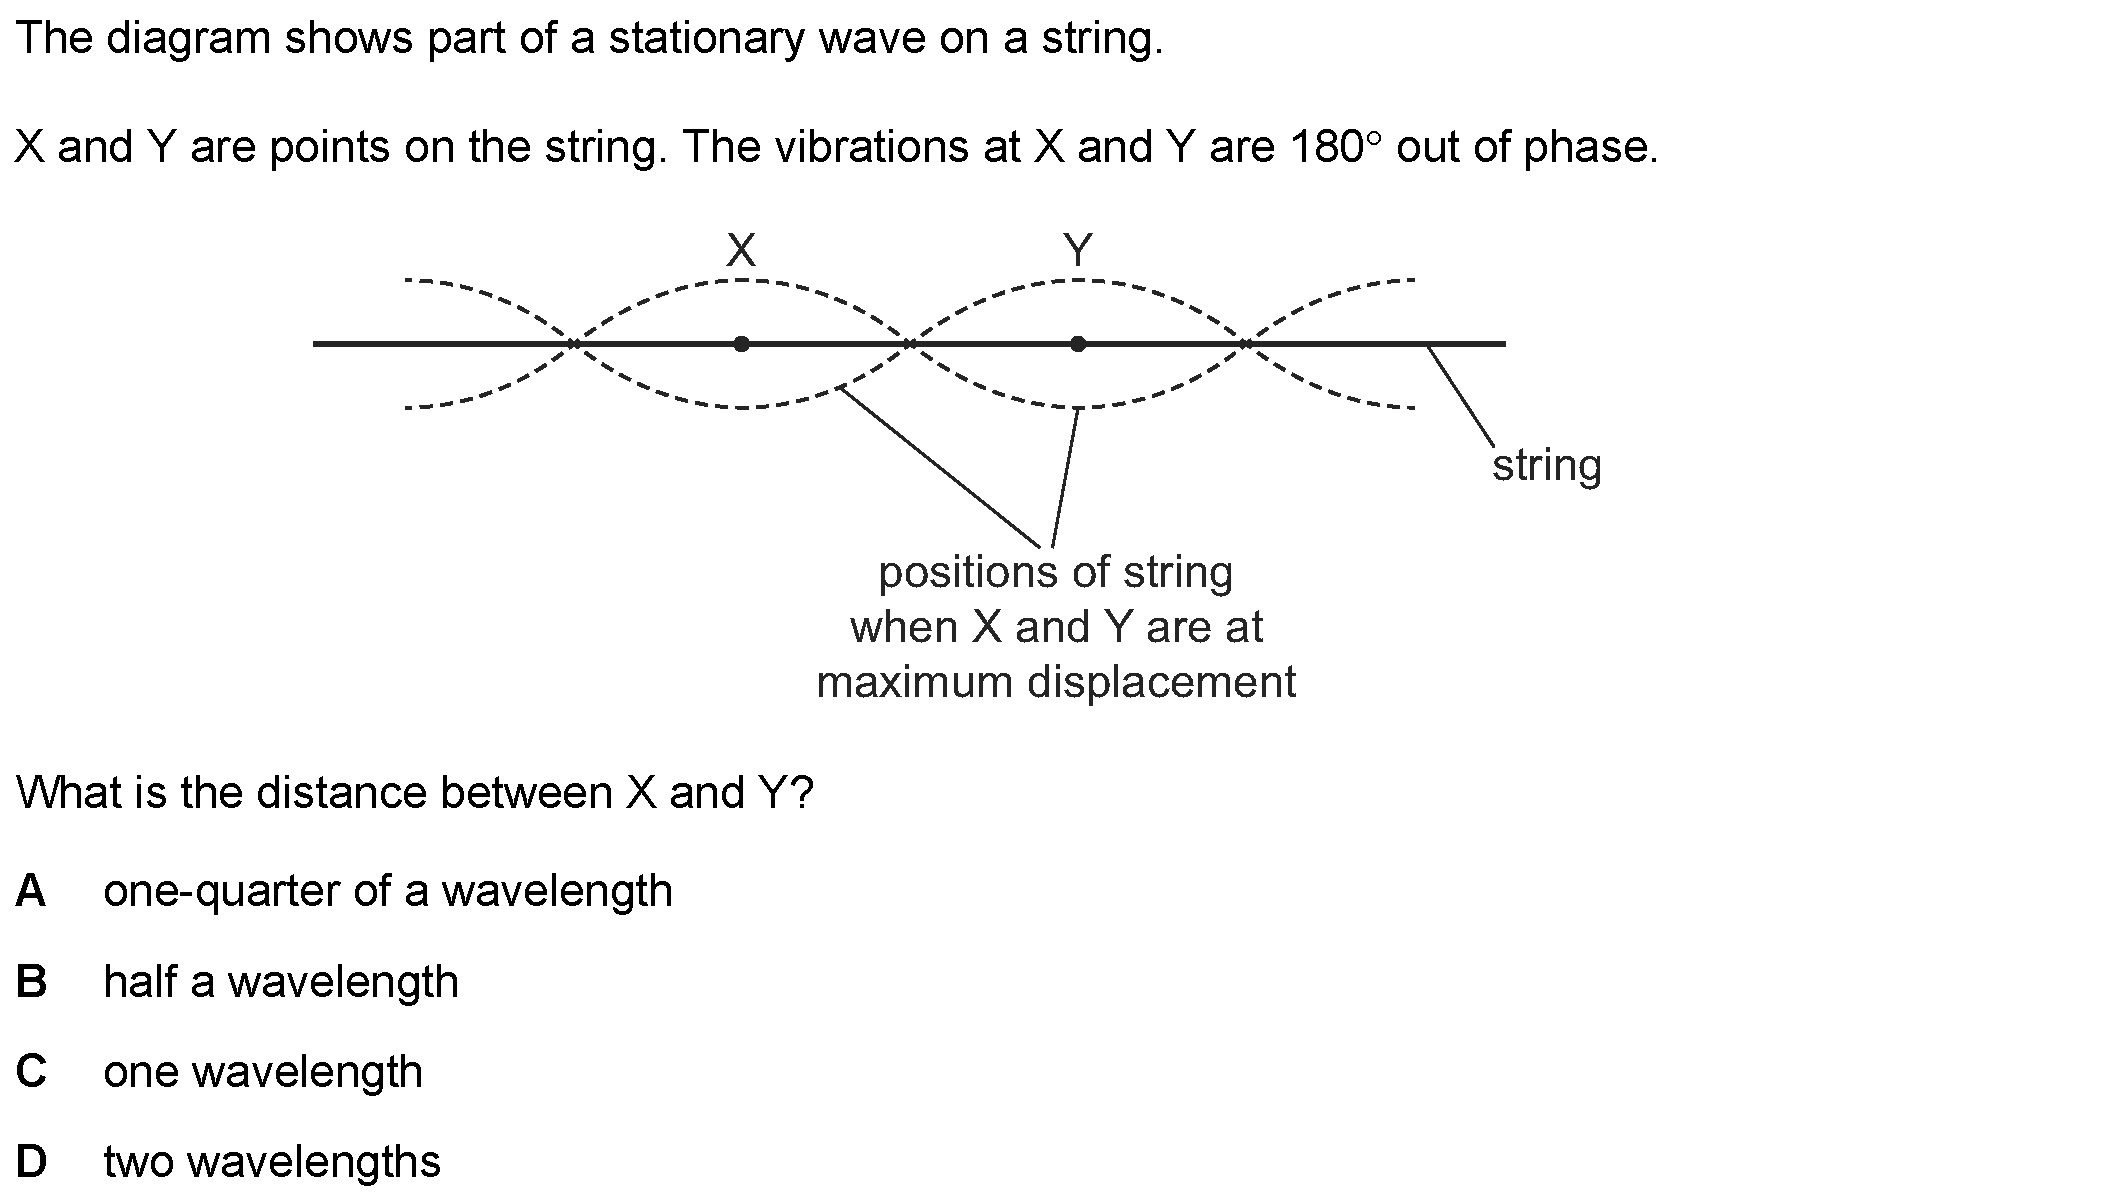 The diagram shows part of a stationary wave on a string.
X and Y are points on the string. The vibrations at X and Y are 180° out of phase.
X
Y
string
positions of string
when X and Y are at
maximum displacement
What is the distance between X and Y?
A one-quarter of a wavelength
B half a wavelength
C one wavelength
D two wavelengths